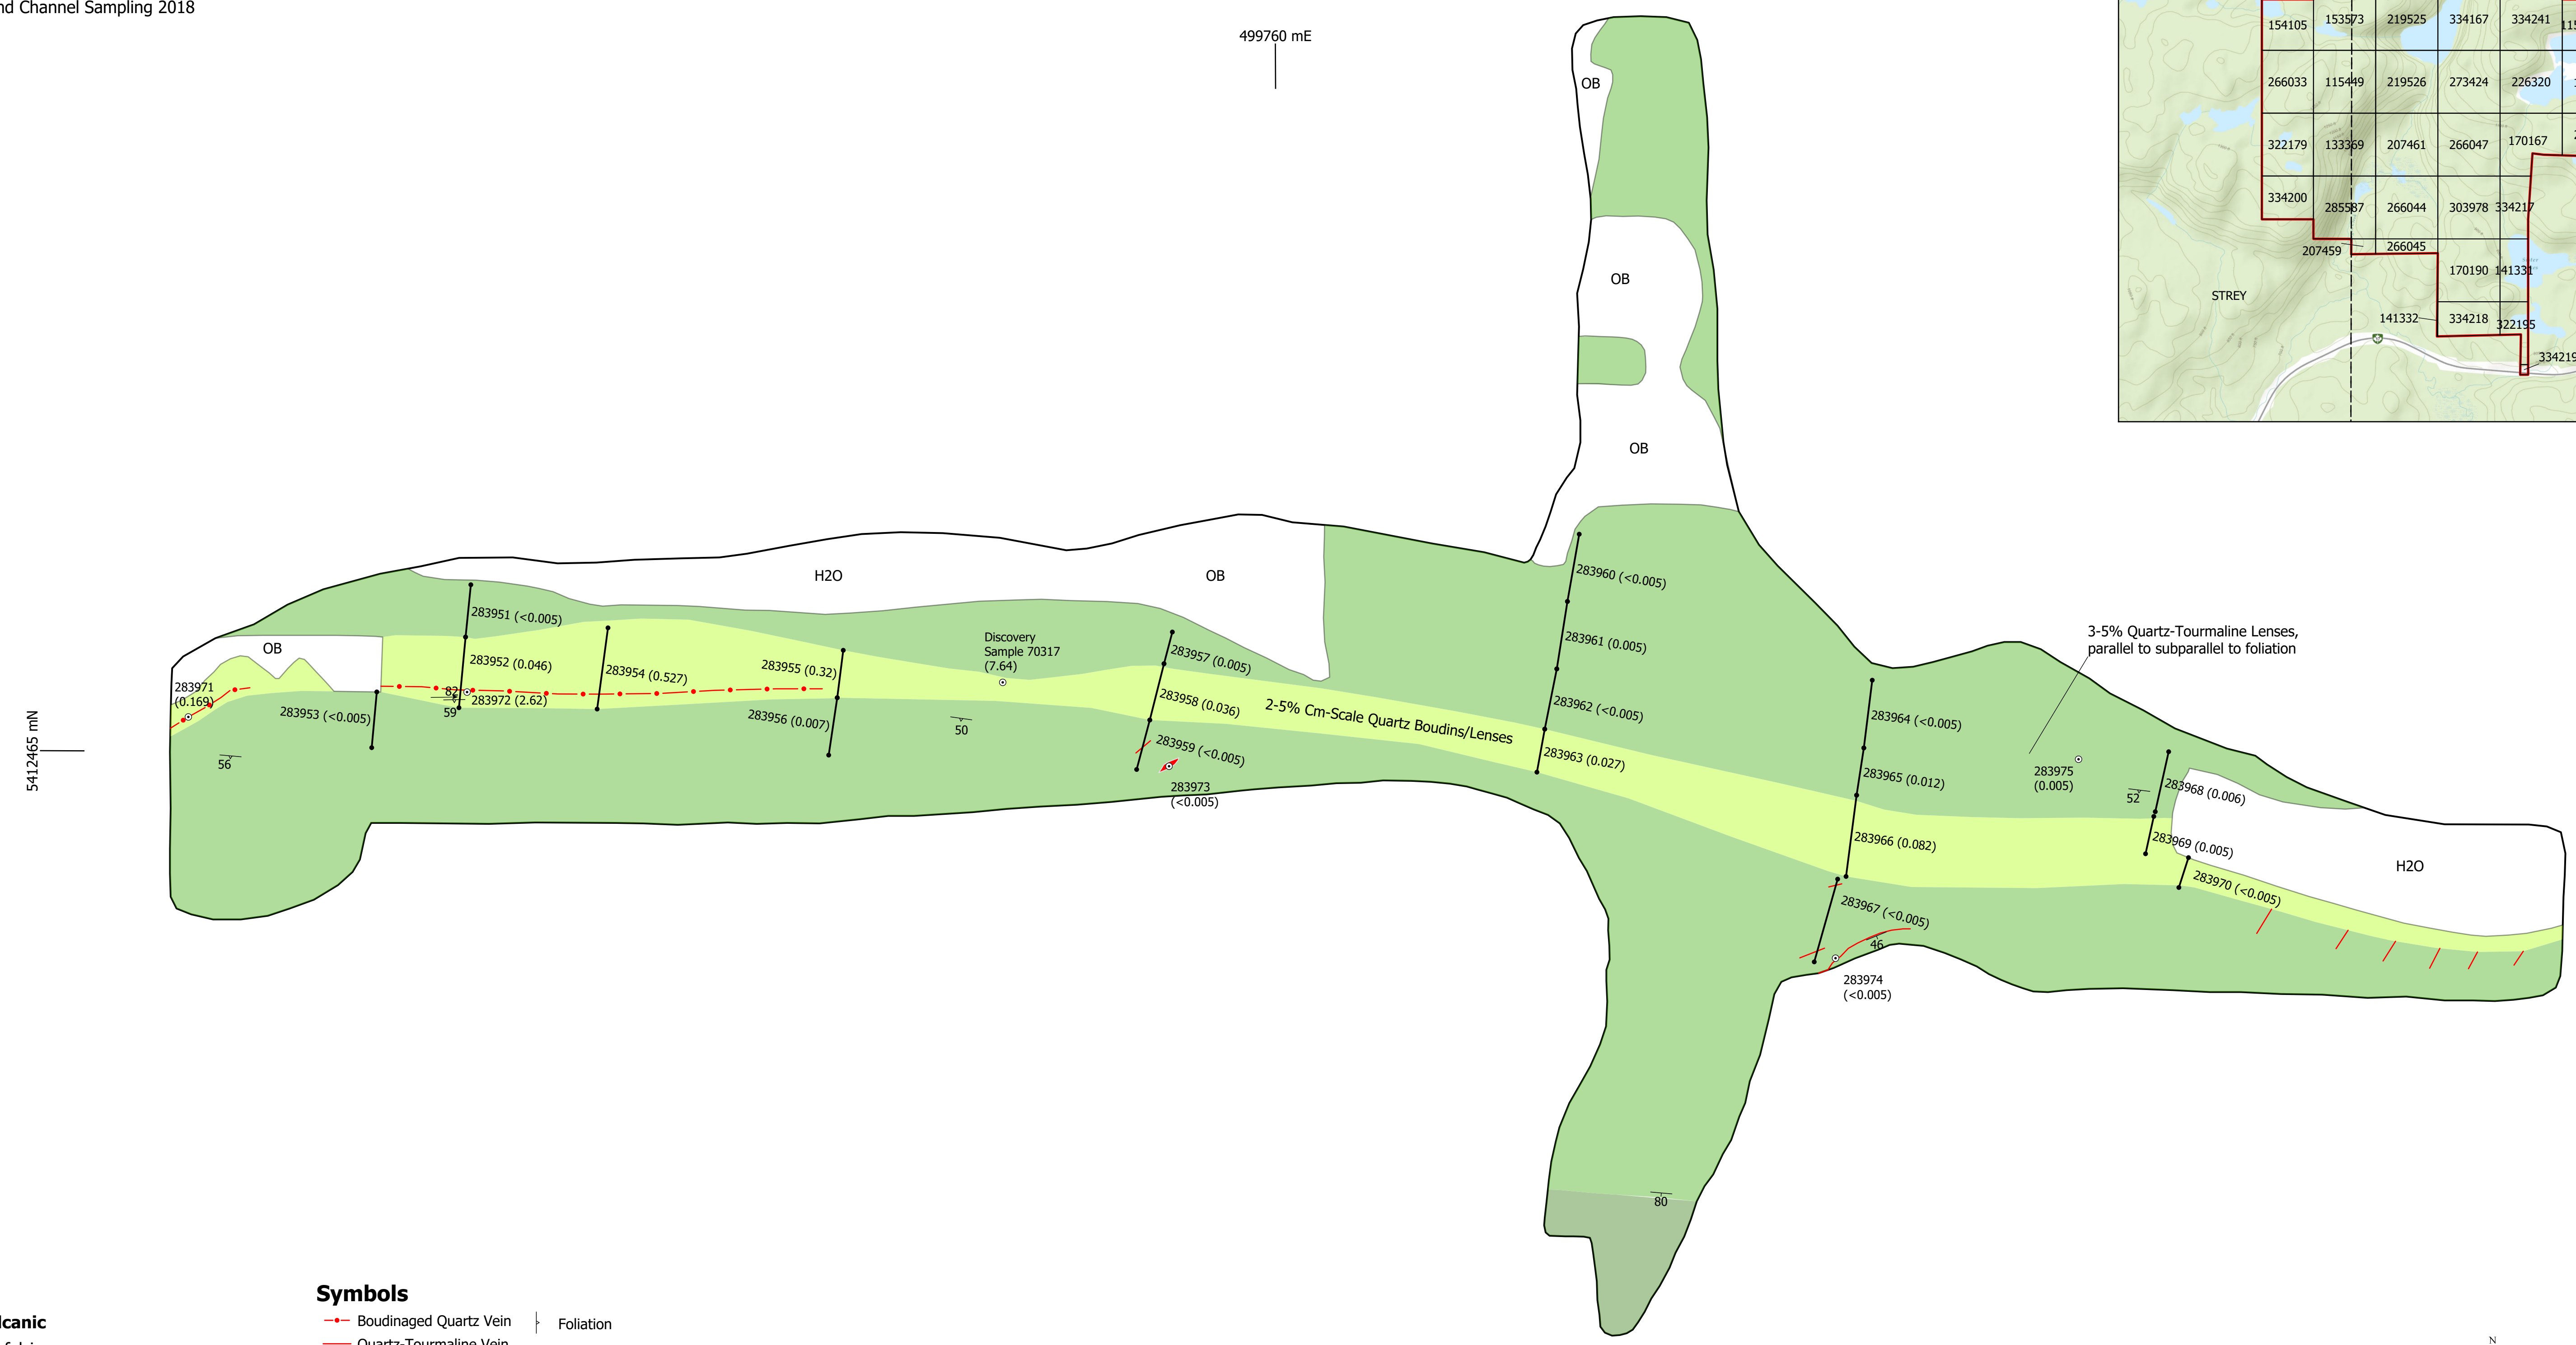 nd Channel Sampling 2018
499760 mE
5412465 mN
OB
OB
OB
H2O
OB
OB
283951 (<0.005)
283952 (0.046)
283953 (<0.005)
283954 (0.527)
283955 (0.32)
283956 (0.007)
283971
(0.169)
82
59
283972 (2.62)
56
50
Discovery
Sample 70317
(7.64)
283957 (0.005)
283958 (0.036)
283959 (<0.005)
283973
(<0.005)
2-5% Cm-Scale Quartz Boudins/Lenses
283960 (<0.005)
283961 (0.005)
283962 (<0.005)
283963 (0.027)
283964 (<0.005)
283965 (0.012)
283966 (0.082)
283967 (<0.005)
46
283974
(<0.005)
3-5% Quartz-Tourmaline Lenses,
parallel to subparallel to foliation
283975
(0.005)
52
283968 (0.006)
283969 (0.005)
283970 (<0.005)
H2O
80
154105 153573 219525 334167 334241
266033 115449 219526 273424 226320
322179 133369 207461 266047 170167
334200 285587 266044 303978 334217
207459 266045
170190 141331
STREY
141332 334218 322195
334219
Symbols
Boudinaged Quartz Vein
Foliation
Quartz-Tourmaline Vein
lcanic
N